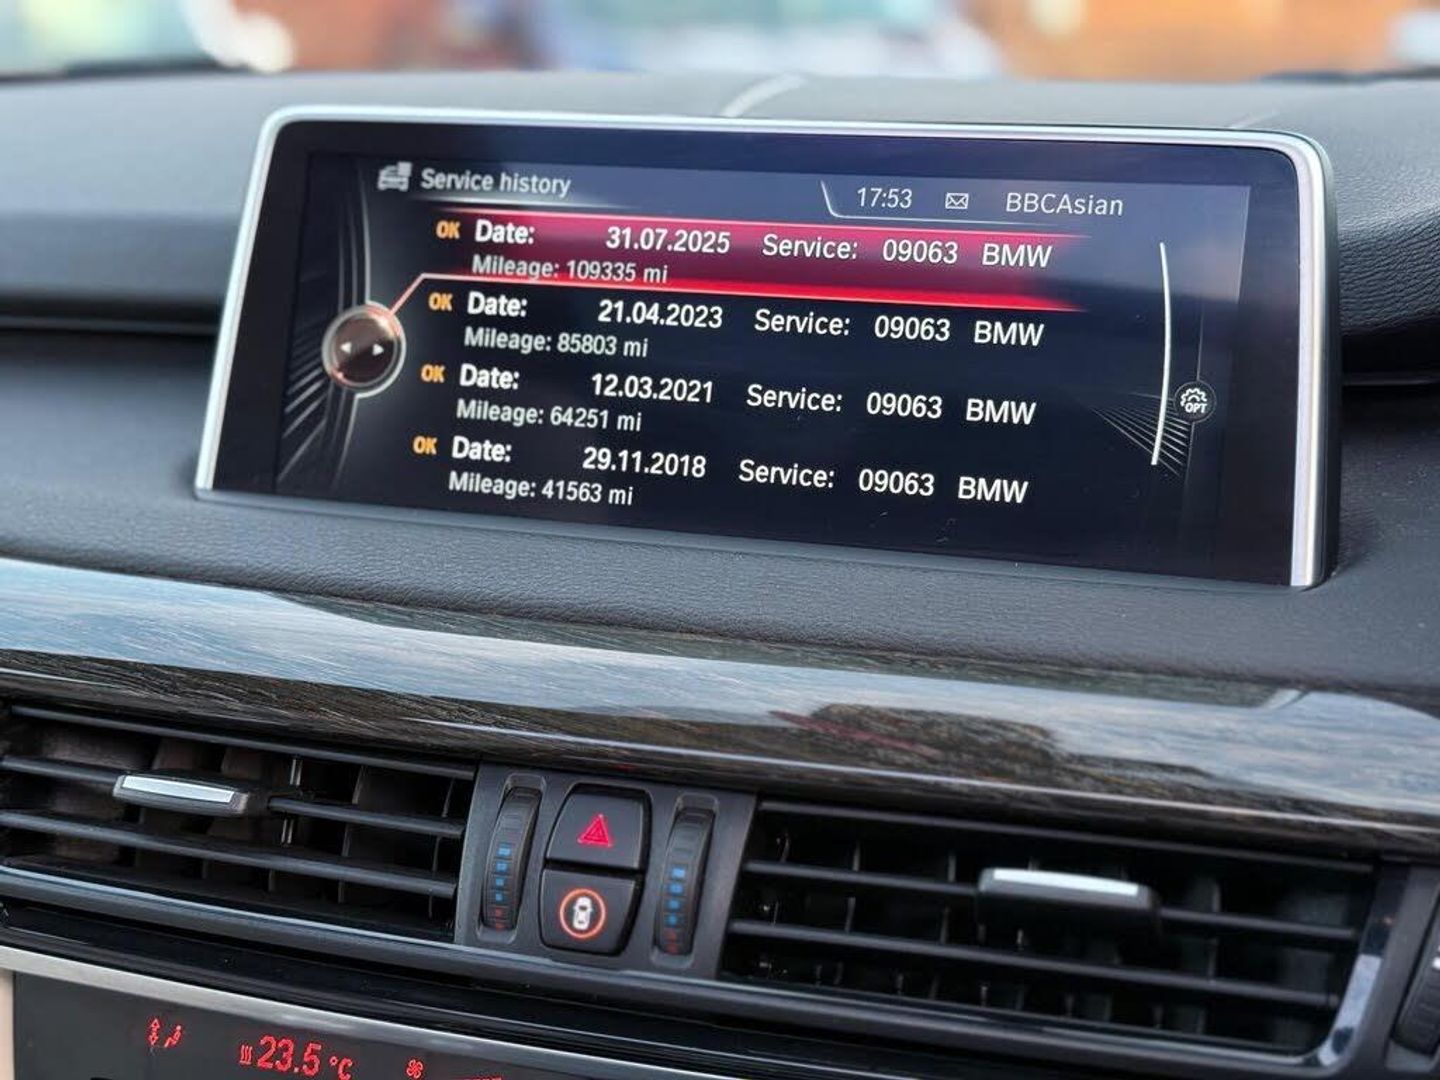 Service history 17:53 BBCAsian
OK Date: 31.07.2025 Service: 09063 BMW
Mileage: 109335 mi
OK Date: 21.04.2023 Service: 09063 BMW
Mileage: 85803 mi
OK Date: 12.03.2021 Service: 09063 BMW
Mileage: 64251 mi
OPT
OK Date: 29.11.2018 Service: 09063 BMW
Mileage: 41563 mi
23.5 °C